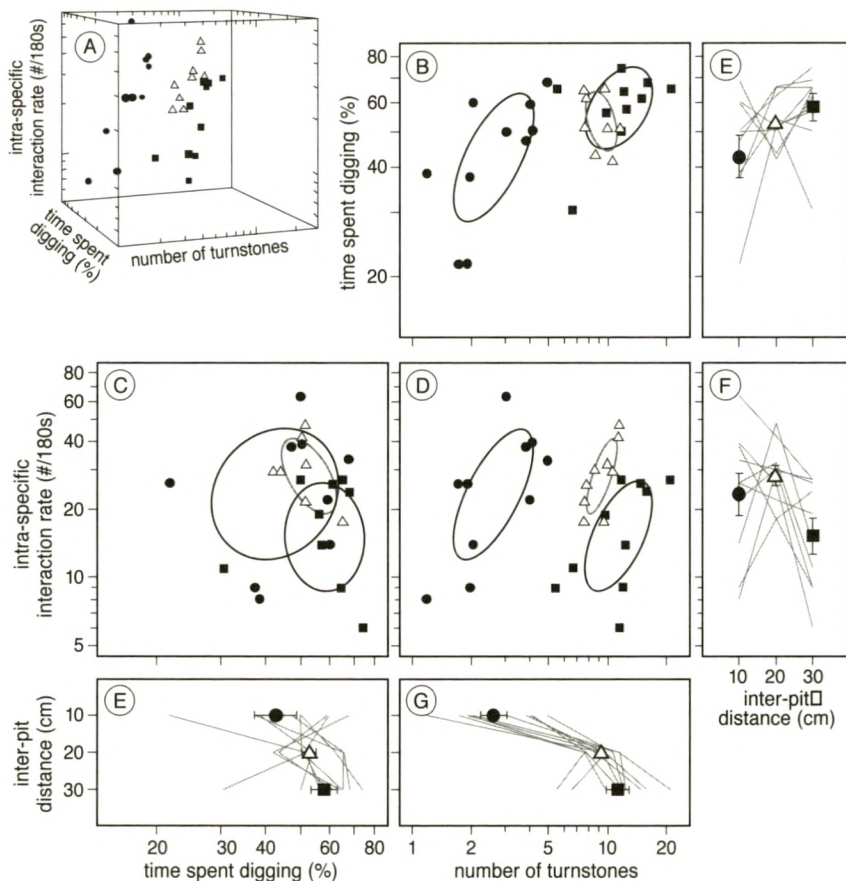 A
intra-specific
interaction rate (#/180s)
time spent
digging (%)
number of turnstones
B
time spent digging (%)
80
60
40
20
E
C
intra-specific
interaction rate (#/180s)
80
60
40
20
10
5
D
F
10 20 30
inter-pit□
distance (cm)
E
inter-pit
distance (cm)
10
20
30
20 40 60 80
time spent digging (%)
G
1 2 10 20
number of turnstones